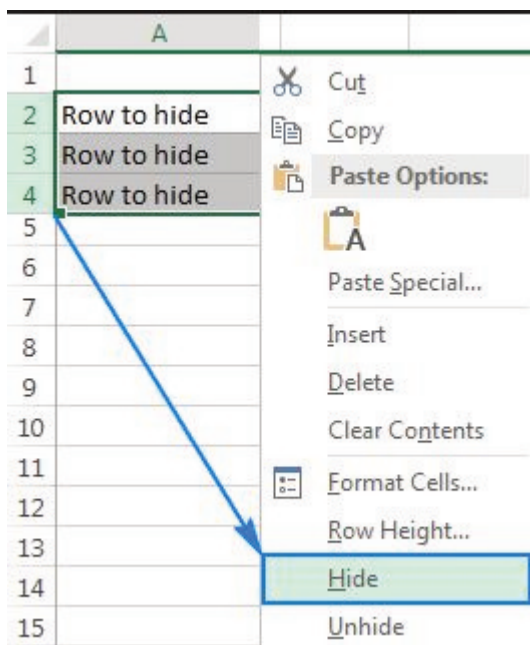 A
1
2 Row to hide
3 Row to hide
4 Row to hide
5
6
7
8
9
10
11
12
13
14
15
Cut
Copy
Paste Options:
A
Paste Special...
Insert
Delete
Clear Contents
Format Cells...
Row Height...
Hide
Unhide